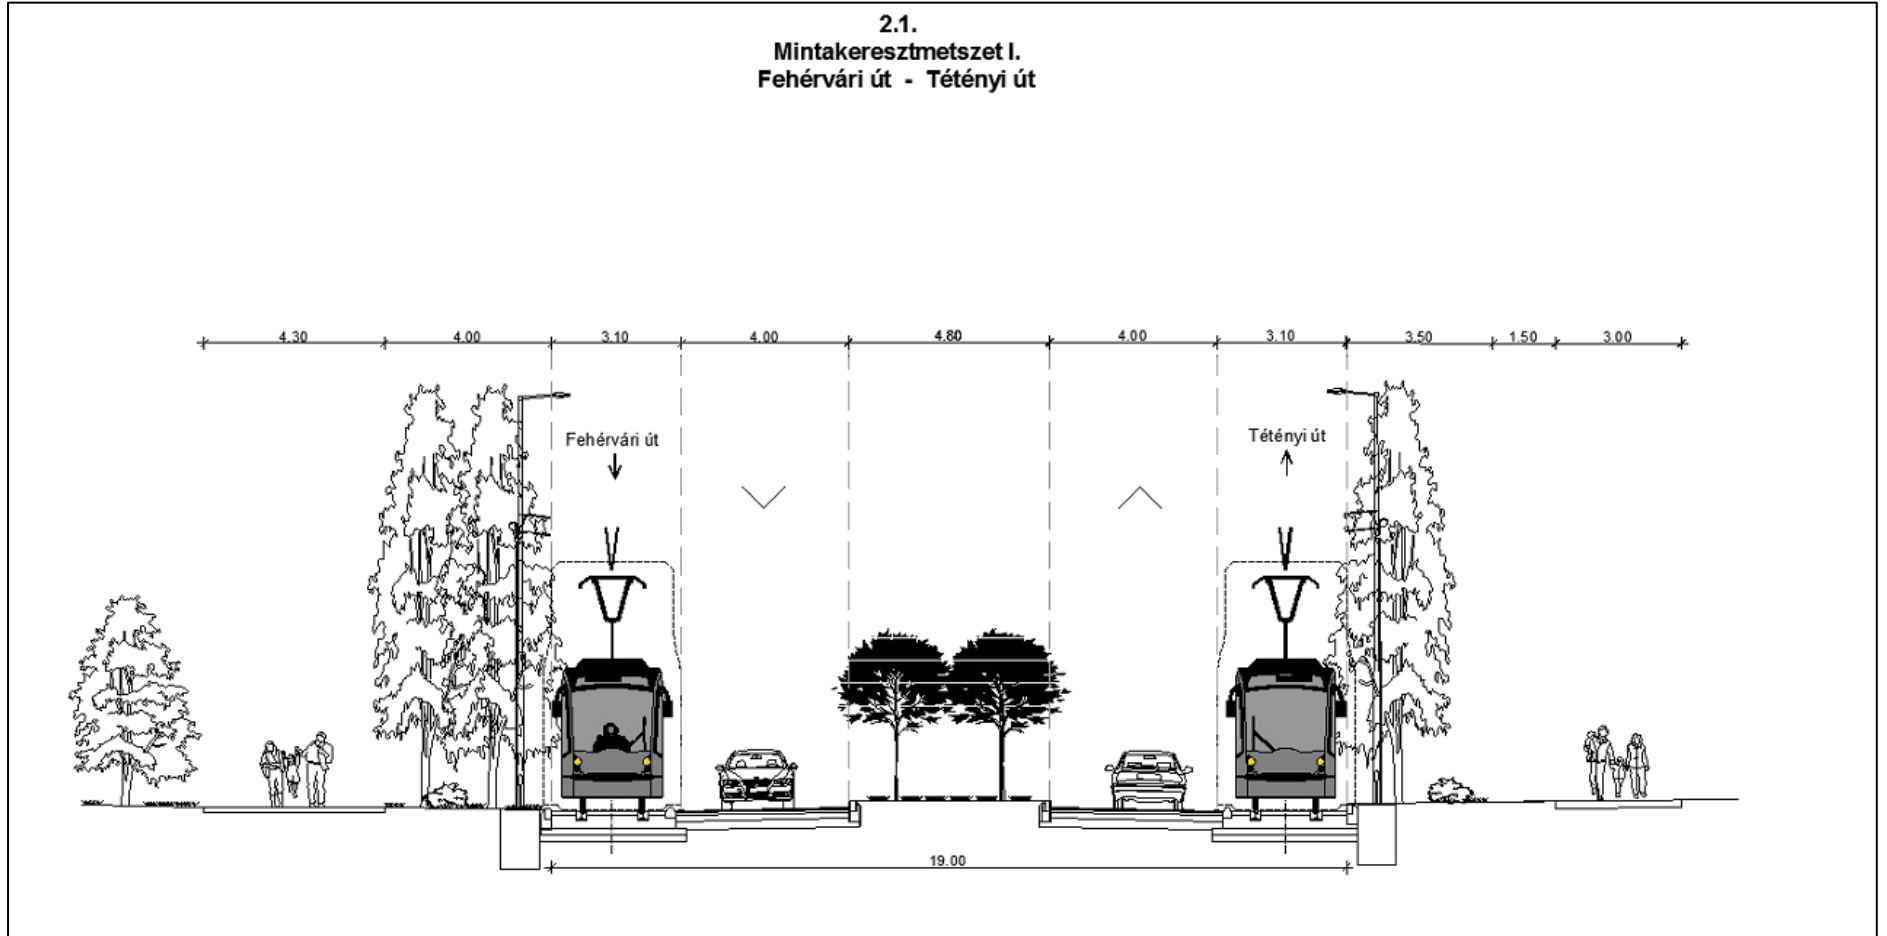 2.1.
Mintakeresztmetszet I.
Fehérvári út - Tétényi út
4.30 4.00 3.10 4.00 4.80 4.00 3.10 3.50 1.50 3.00
Fehérvári út Tétényi út
19.00